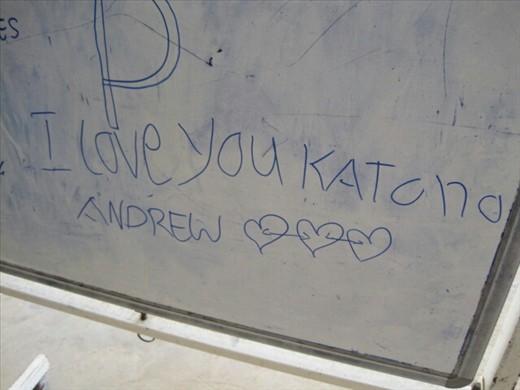 ES
P
I love you KATONO
ANDREW